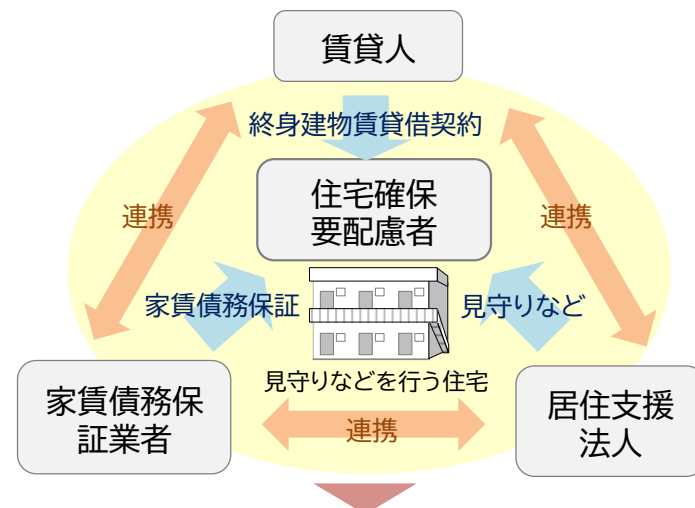 賃貸人
終身建物賃貸借契約
住宅確保
要配慮者
連携
連携
家賃債務保証
見守りなど
見守りなどを行う住宅
家賃債務保
証業者
連携
居住支援
法人